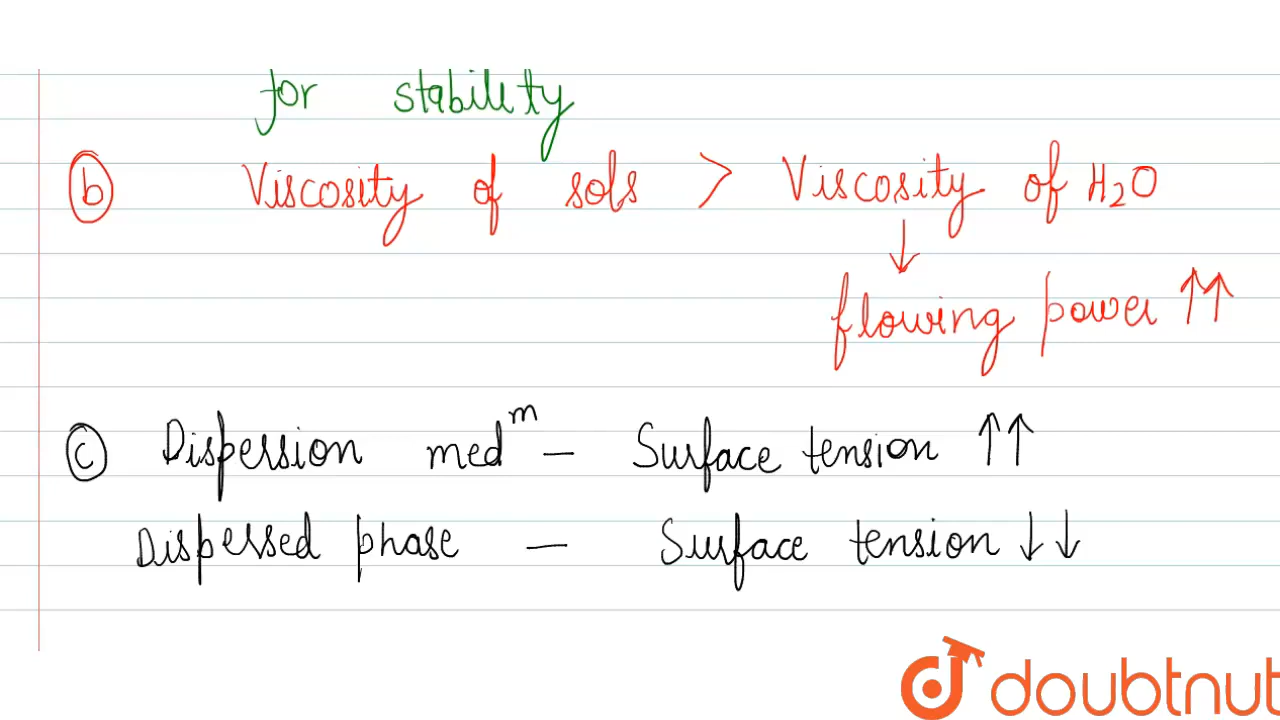 for stability
b Viscosity of sols > Viscosity of H₂O
↓
flowing power ↑↑
c Dispersion medᵐ – Surface tension ↑↑
Dispersed phase – Surface tension ↓↓
doubtnut